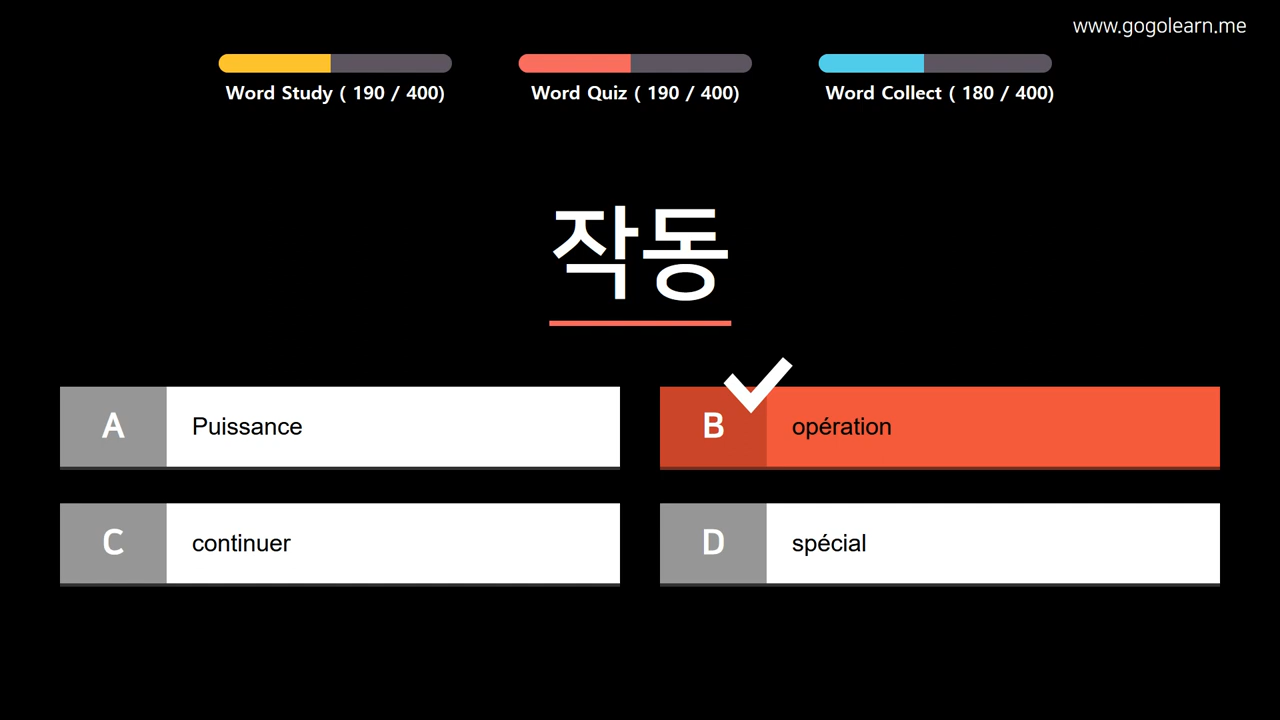 www.gogolearn.me
Word Study ( 190 / 400)
Word Quiz ( 190 / 400)
Word Collect ( 180 / 400)
작동
A Puissance
B opération
C continuer
D spécial